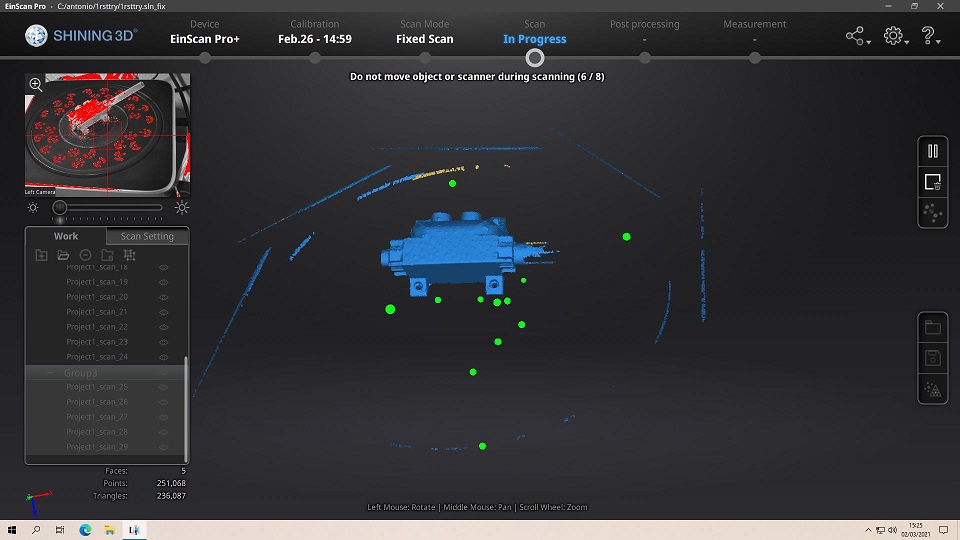 EinScan Pro - C:/antonio/1rsttry/1rsttry.sln_fix
SHINING 3D®
Device
EinScan Pro+
Calibration
Feb.26 - 14:59
Scan Mode
Fixed Scan
Scan
In Progress
Post processing
-
Measurement
-
Do not move object or scanner during scanning (6 / 8)
Left Camera
Work
Scan Setting
Project1_scan_18
Project1_scan_19
Project1_scan_20
Project1_scan_21
Project1_scan_22
Project1_scan_23
Project1_scan_24
Group3
Project1_scan_25
Project1_scan_26
Project1_scan_27
Project1_scan_28
Project1_scan_29
Faces: 5
Points: 251,068
Triangles: 236,087
Left Mouse: Rotate | Middle Mouse: Pan | Scroll Wheel: Zoom
15:25
02/03/2021